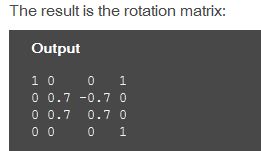 The result is the rotation matrix:
Output
1 0 0 1
0 0.7 -0.7 0
0 0.7 0.7 0
0 0 0 1